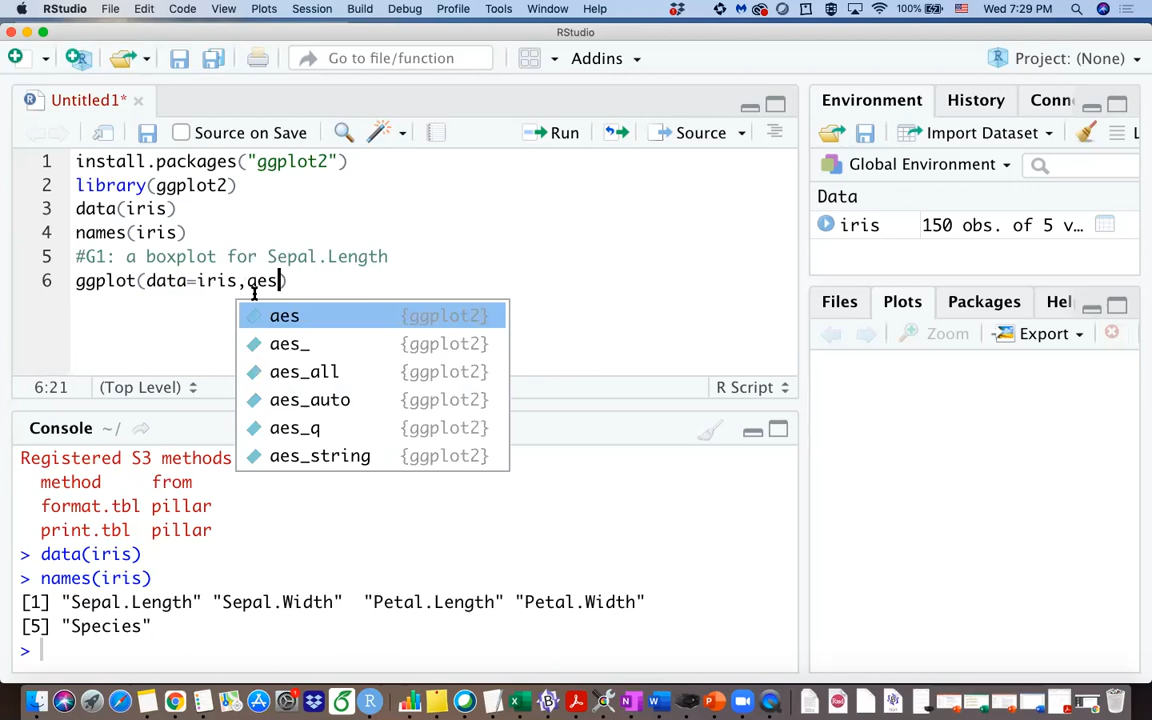 RStudio File Edit Code View Plots Session Build Debug Profile Tools Window Help 100% Wed 7:29 PM
RStudio
Go to file/function Addins Project: (None)
Untitled1*
Source on Save Run Source
1 install.packages("ggplot2")
2 library(ggplot2)
3 data(iris)
4 names(iris)
5 #G1: a boxplot for Sepal.Length
6 ggplot(data=iris,aes)
aes {ggplot2}
aes_ {ggplot2}
aes_all {ggplot2}
aes_auto {ggplot2}
aes_q {ggplot2}
aes_string {ggplot2}
6:21 (Top Level) R Script
Console ~/
Registered S3 methods
method from
format.tbl pillar
print.tbl pillar
> data(iris)
> names(iris)
[1] "Sepal.Length" "Sepal.Width" "Petal.Length" "Petal.Width"
[5] "Species"
>
Environment History Conn
Import Dataset L
Global Environment
Data
iris 150 obs. of 5 v…
Files Plots Packages Hel
Zoom Export